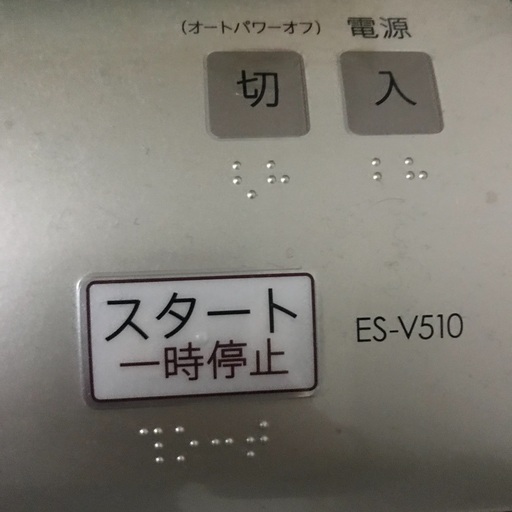 (オートパワーオフ) 電源
切 入
スタート
一時停止
ES-V510